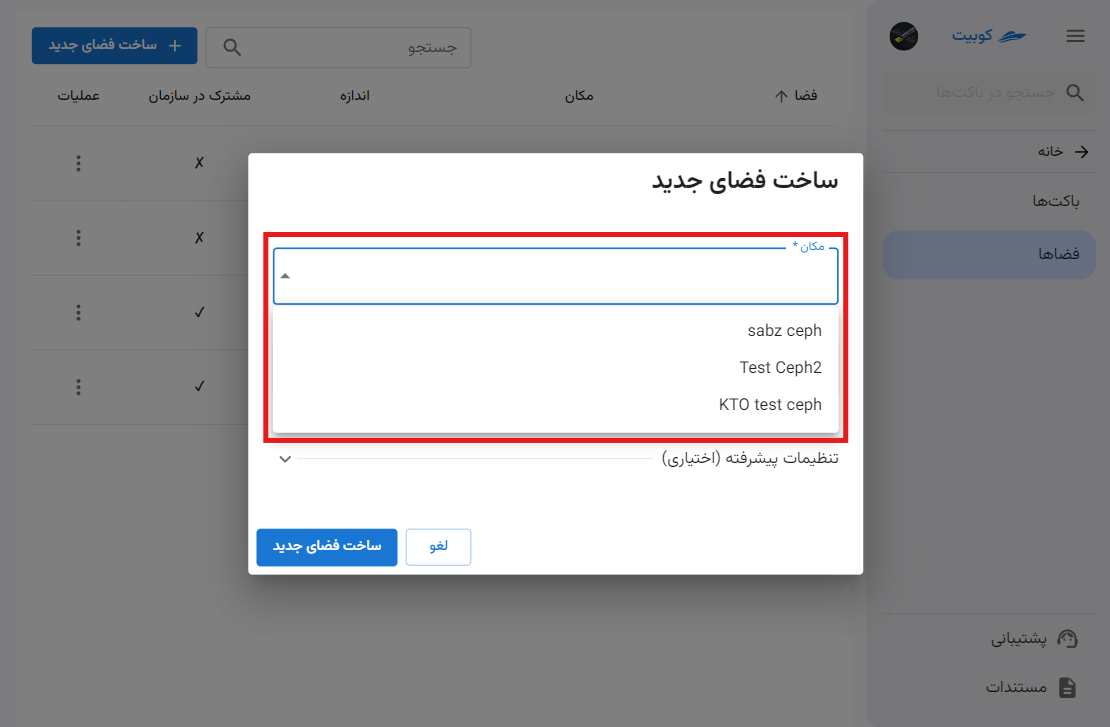 کوبیت
جستجو در باکت‌ها
خانه
باکت‌ها
فضاها
پشتیبانی
مستندات
جستجو
ساخت فضای جدید
فضا
مکان
اندازه
مشترک در سازمان
عملیات
✗
✗
✓
✓
ساخت فضای جدید
مکان *
sabz ceph
Test Ceph2
KTO test ceph
تنظیمات پیشرفته (اختیاری)
لغو
ساخت فضای جدید